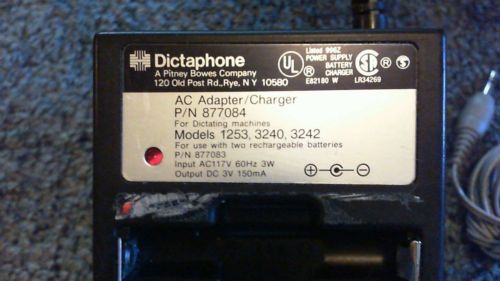 Dictaphone
A Pitney Bowes Company
120 Old Post Rd., Rye, N Y 10580
UL
Listed 996Z
POWER SUPPLY
BATTERY
CHARGER
E82180 W
LR34269
AC Adapter/Charger
P/N 877084
For Dictating machines
Models 1253, 3240, 3242
For use with two rechargeable batteries
P/N 877083
Input AC117V 60Hz 3W
Output DC 3V 150mA